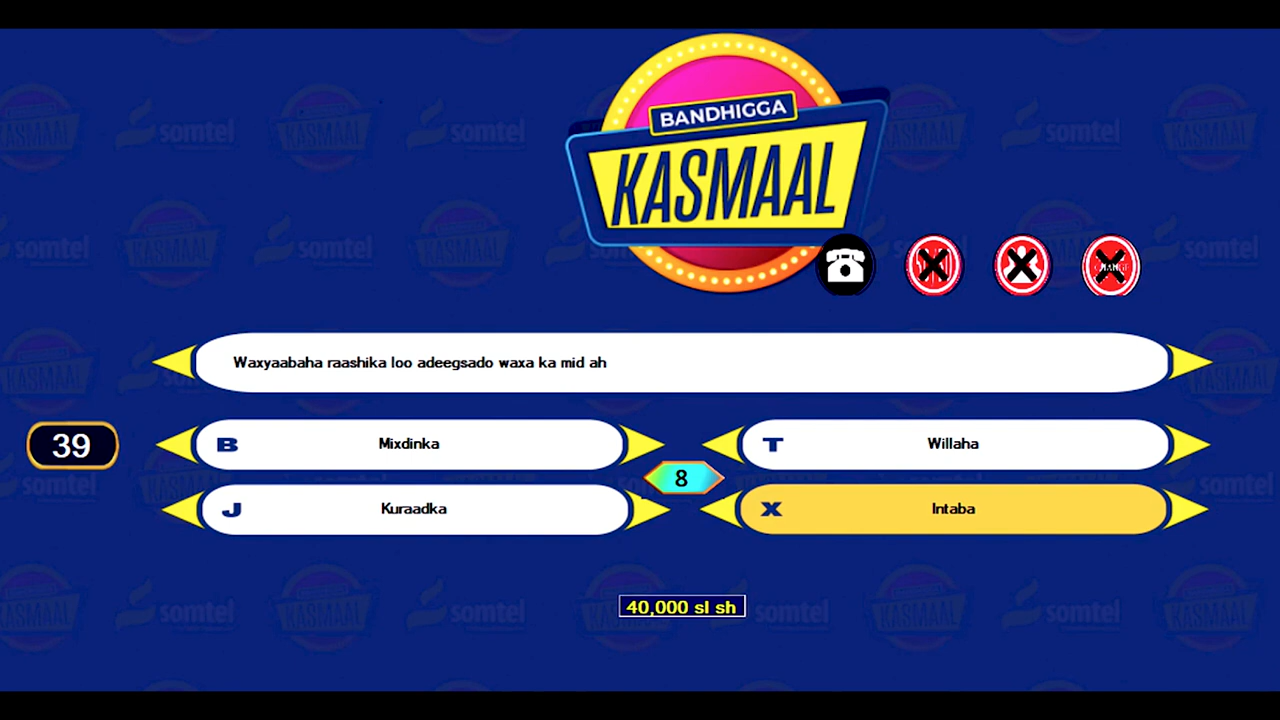 BANDHIGGA
KASMAAL
Waxyaabaha raashika loo adeegsado waxa ka mid ah
39
B Mixdinka
T Willaha
8
J Kuraadka
X Intaba
40,000 sl sh
somtel